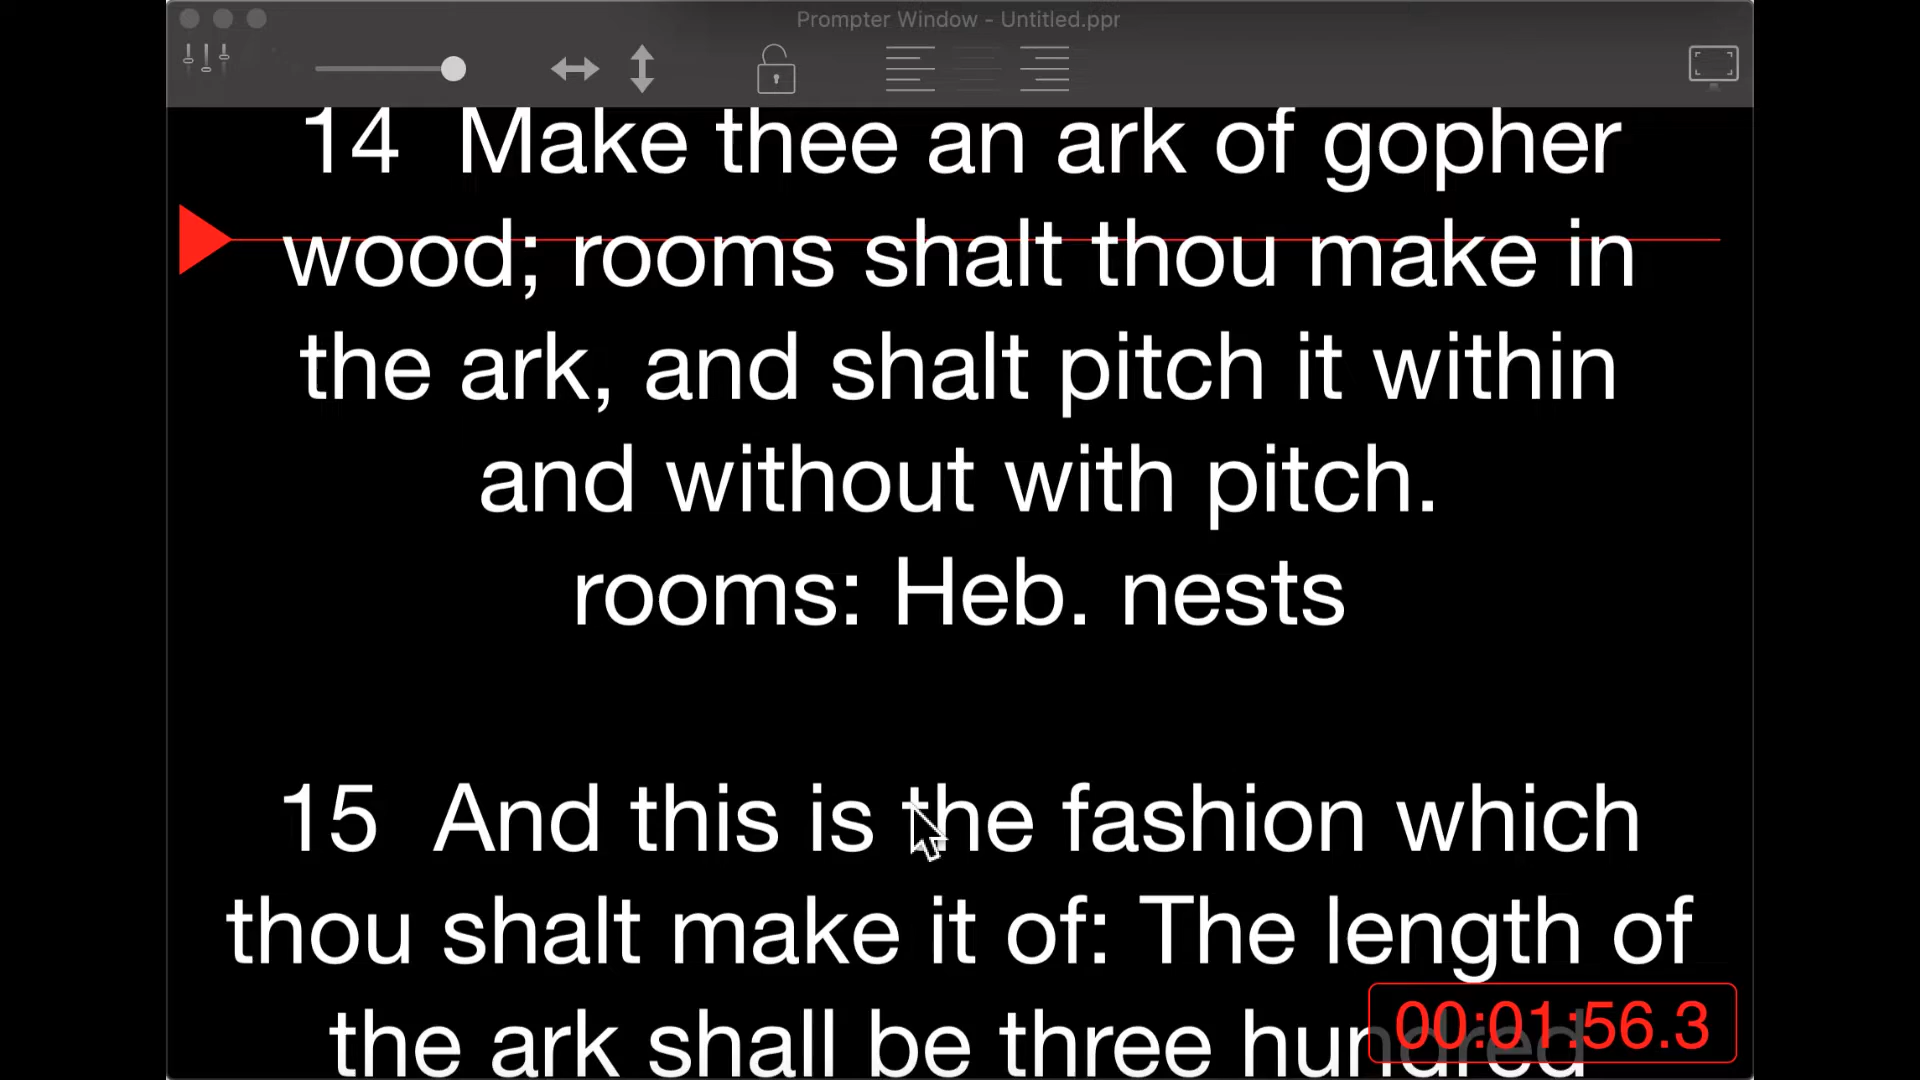 Prompter Window - Untitled.ppr
14 Make thee an ark of gopher
wood; rooms shalt thou make in
the ark, and shalt pitch it within
and without with pitch.
rooms: Heb. nests
15 And this is the fashion which
thou shalt make it of: The length of
the ark shall be three hundred
00:01:56.3